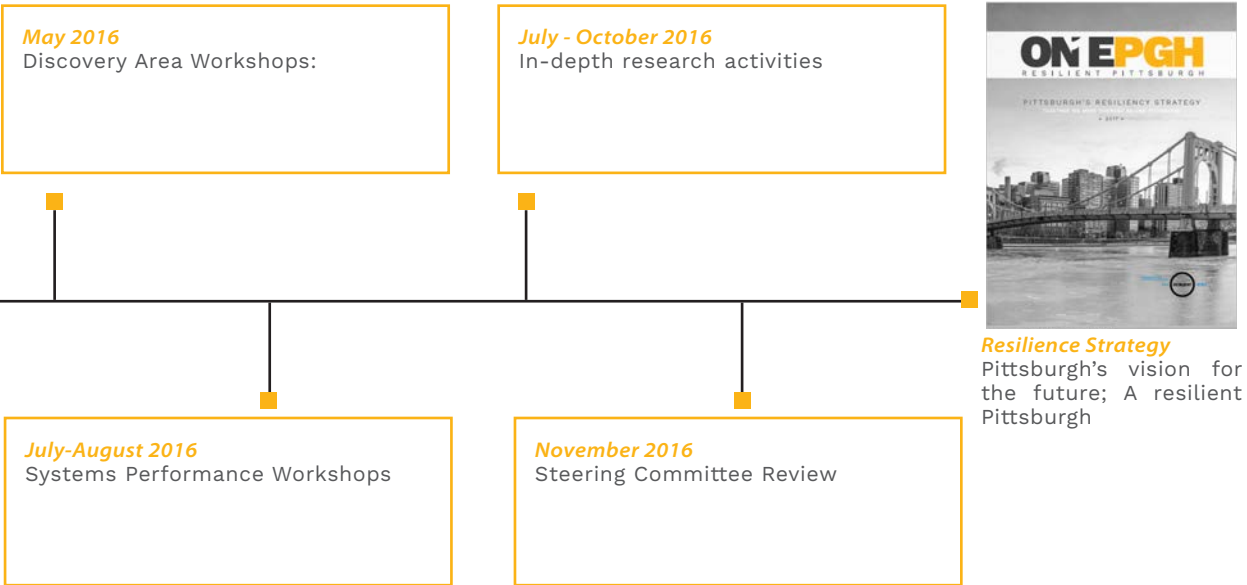 May 2016
Discovery Area Workshops:
July - October 2016
In-depth research activities
ONEPGH
RESILIENT PITTSBURGH
PITTSBURGH'S RESILIENCY STRATEGY
2017
Resilience Strategy
Pittsburgh’s vision for
the future; A resilient
Pittsburgh
July-August 2016
Systems Performance Workshops
November 2016
Steering Committee Review